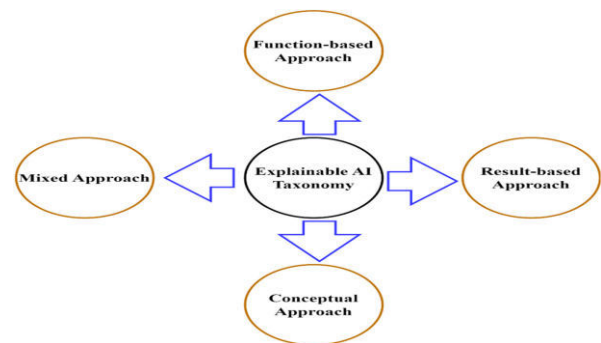 Function-based
Approach
Mixed Approach
Explainable AI
Taxonomy
Result-based
Approach
Conceptual
Approach